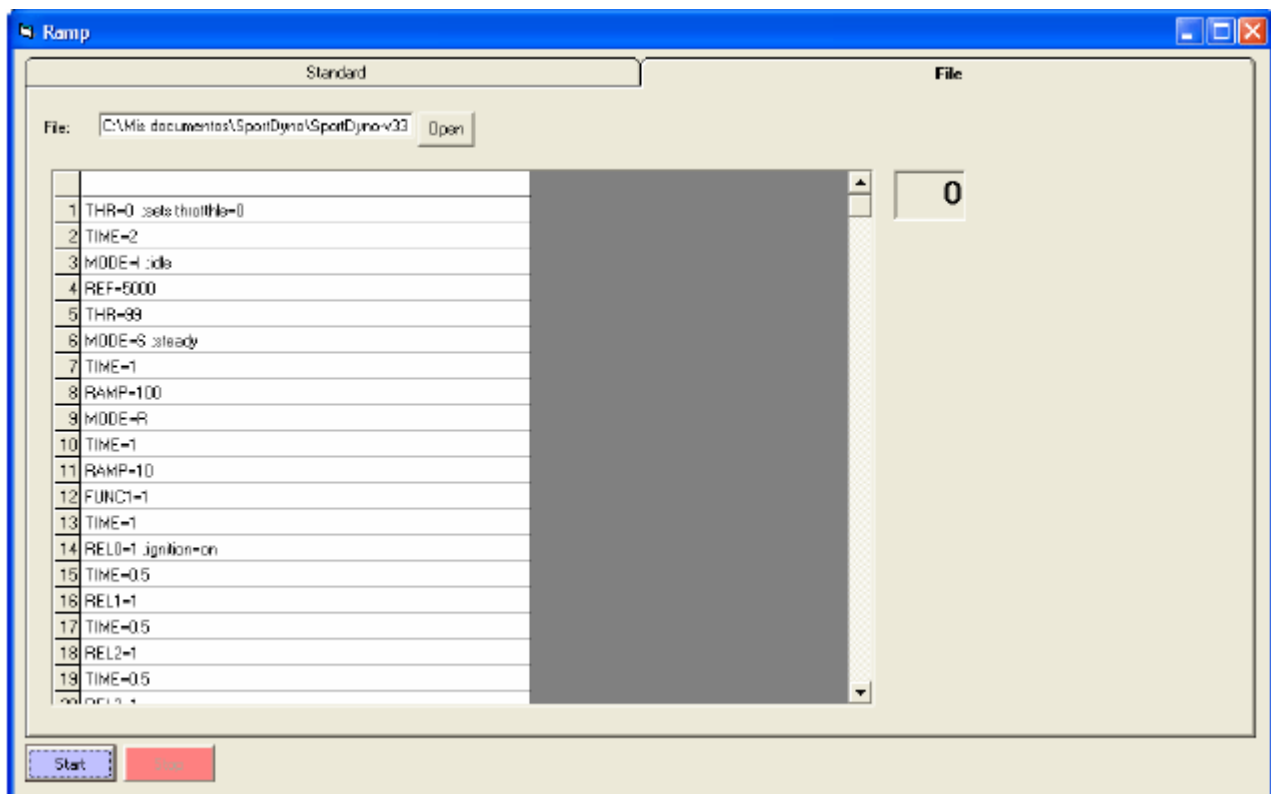 Ramp
Standard File
File: C:\Mis documentos\SportDyno\SportDyno-v33 Open
0
1 THR=0 ;sets throtthle=0
2 TIME=2
3 MODE=I ;idle
4 REF=5000
5 THR=99
6 MODE=S ;steady
7 TIME=1
8 RAMP=100
9 MODE=R
10 TIME=1
11 RAMP=10
12 FUNC1=1
13 TIME=1
14 REL0=1 ;ignition=on
15 TIME=0.5
16 REL1=1
17 TIME=0.5
18 REL2=1
19 TIME=0.5
Start